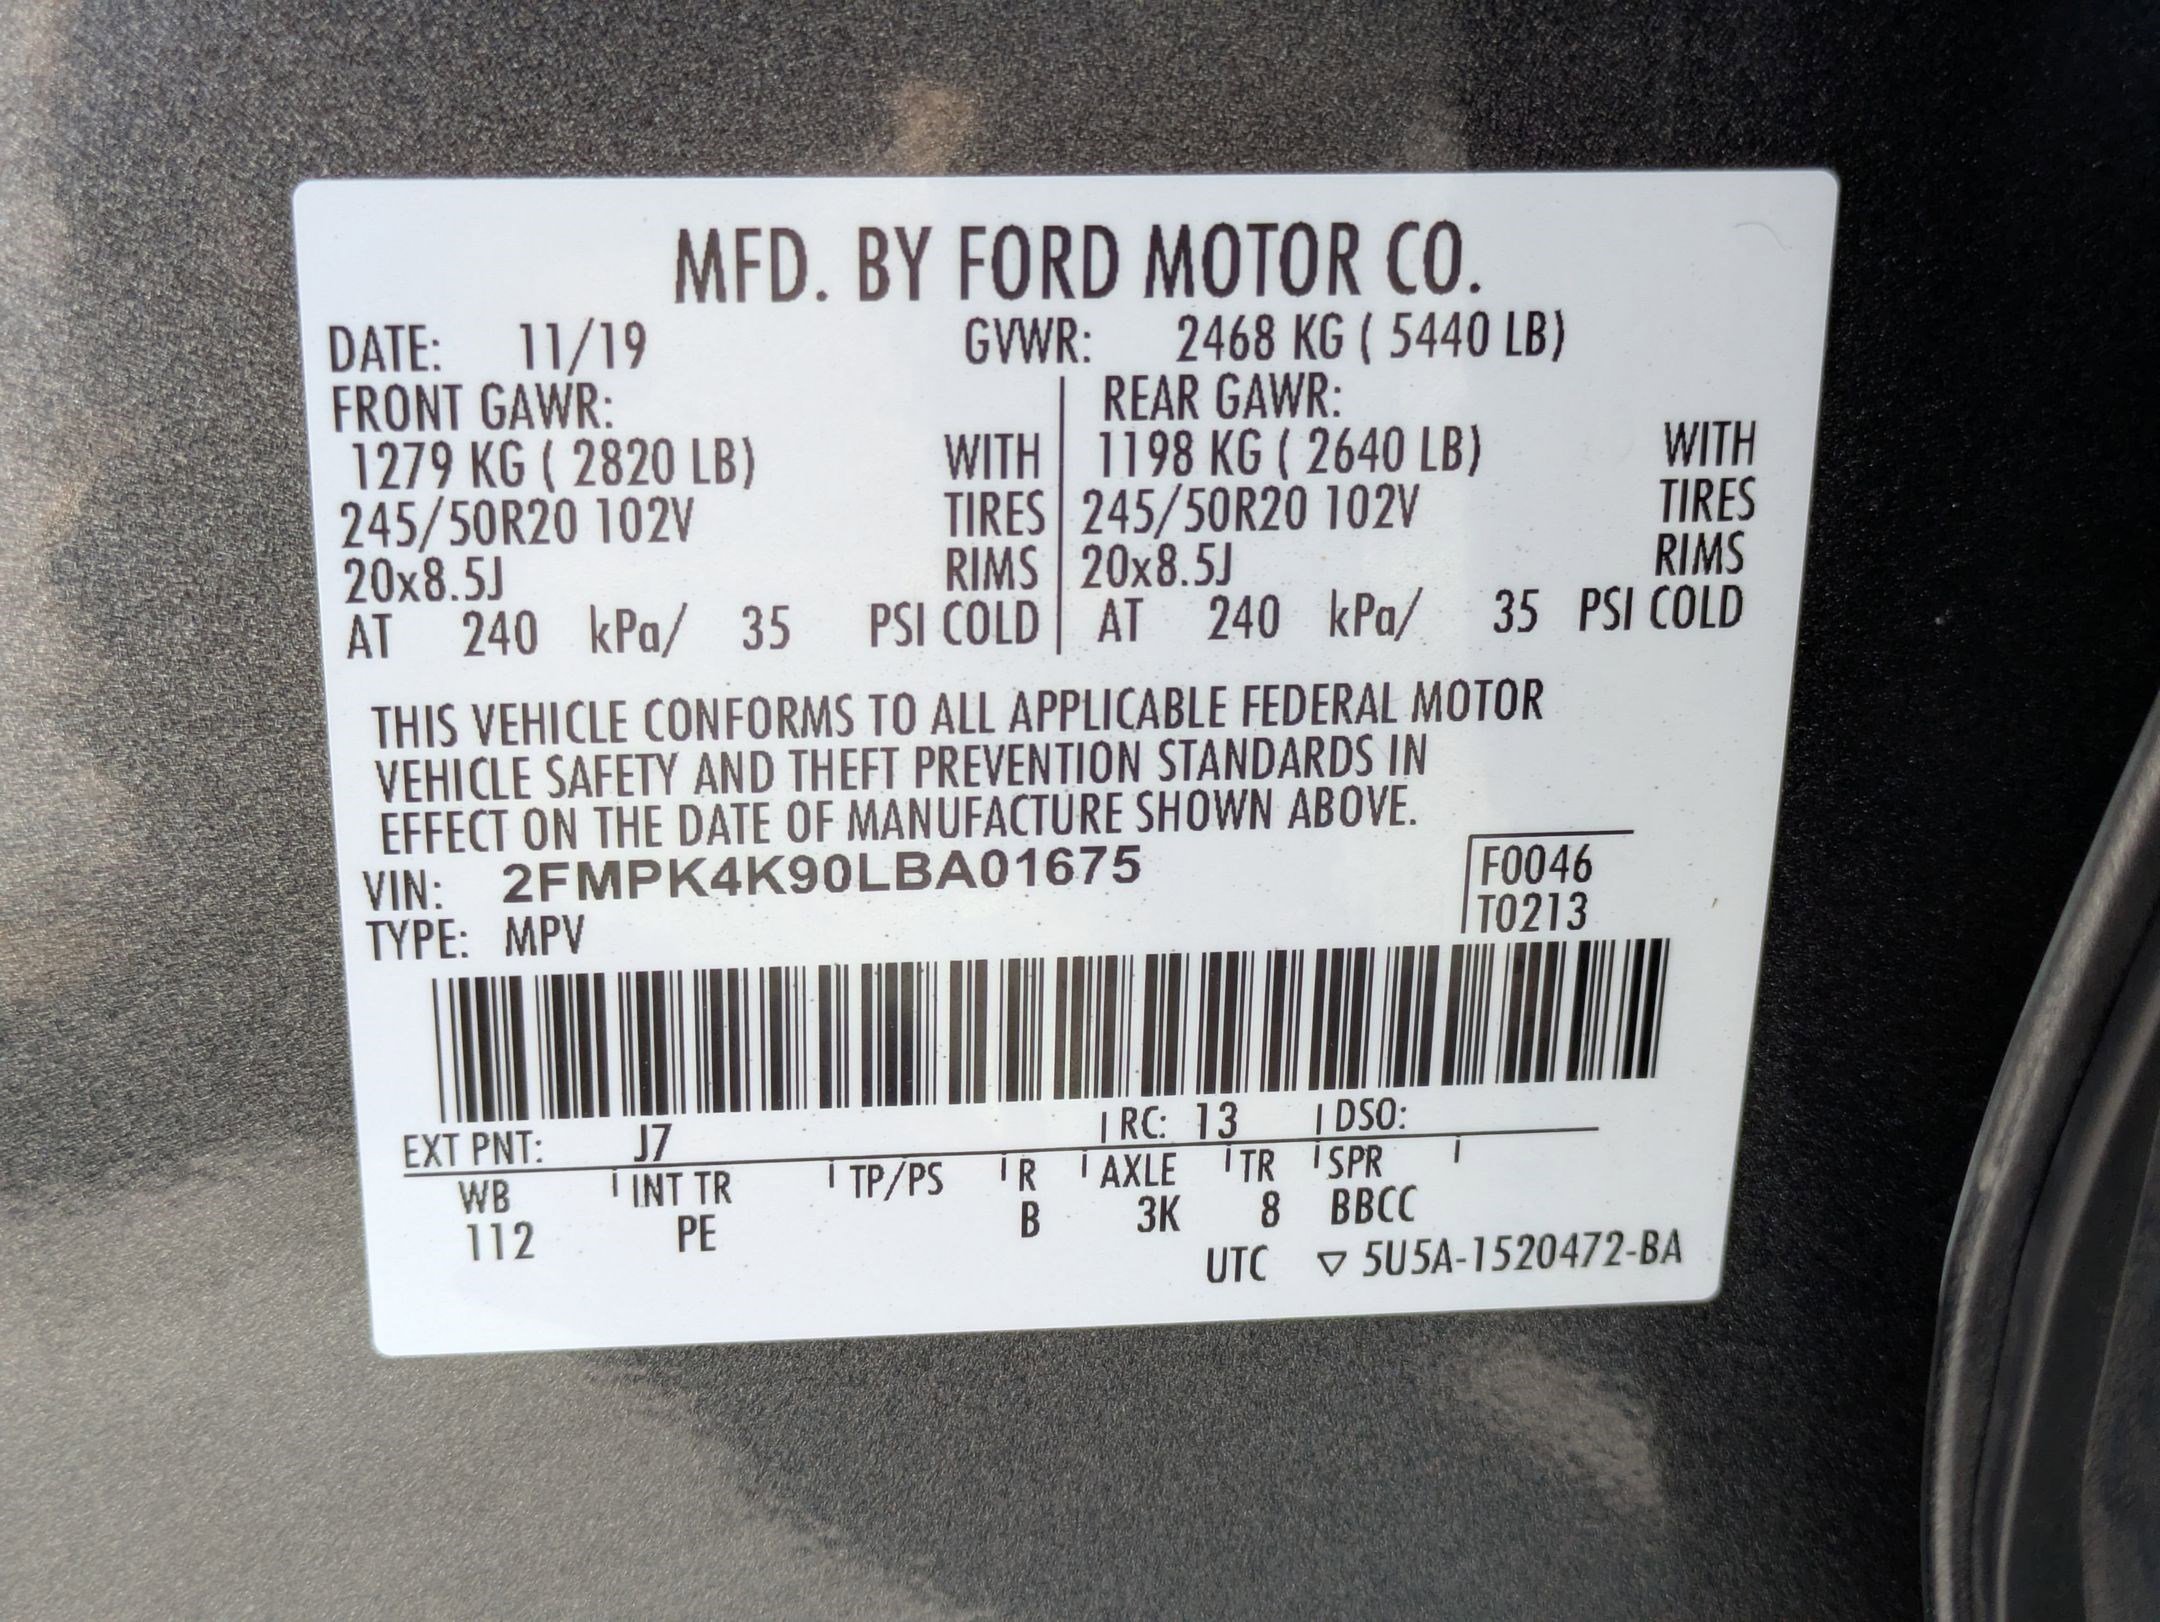 MFD. BY FORD MOTOR CO.
DATE: 11/19 GVWR: 2468 KG ( 5440 LB)
FRONT GAWR: REAR GAWR:
1279 KG ( 2820 LB) WITH 1198 KG ( 2640 LB) WITH
245/50R20 102V TIRES 245/50R20 102V TIRES
20x8.5J RIMS 20x8.5J RIMS
AT 240 kPa/ 35 PSI COLD AT 240 kPa/ 35 PSI COLD
THIS VEHICLE CONFORMS TO ALL APPLICABLE FEDERAL MOTOR
VEHICLE SAFETY AND THEFT PREVENTION STANDARDS IN
EFFECT ON THE DATE OF MANUFACTURE SHOWN ABOVE.
VIN: 2FMPK4K90LBA01675 F0046
TYPE: MPV T0213
EXT PNT: J7 RC: 13 DSO:
WB INT TR TP/PS R AXLE TR SPR
112 PE B 3K 8 BBCC
UTC ▽ 5U5A-1520472-BA